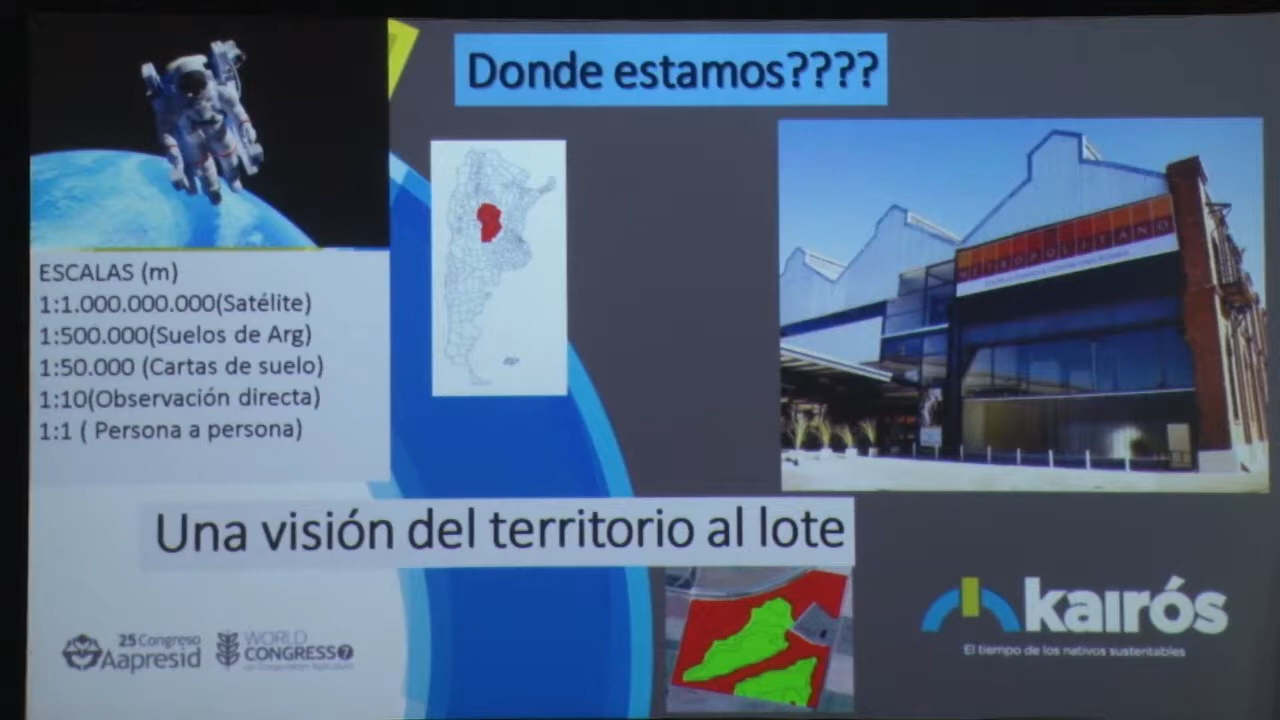 Donde estamos????
METROPOLITANO
ESCALAS (m)
1:1.000.000.000(Satélite)
1:500.000(Suelos de Arg)
1:50.000 (Cartas de suelo)
1:10(Observación directa)
1:1 ( Persona a persona)
Una visión del territorio al lote
25 Congreso
Aapresid
WORLD
CONGRESS 7
kairós
El tiempo de los nativos sustentables